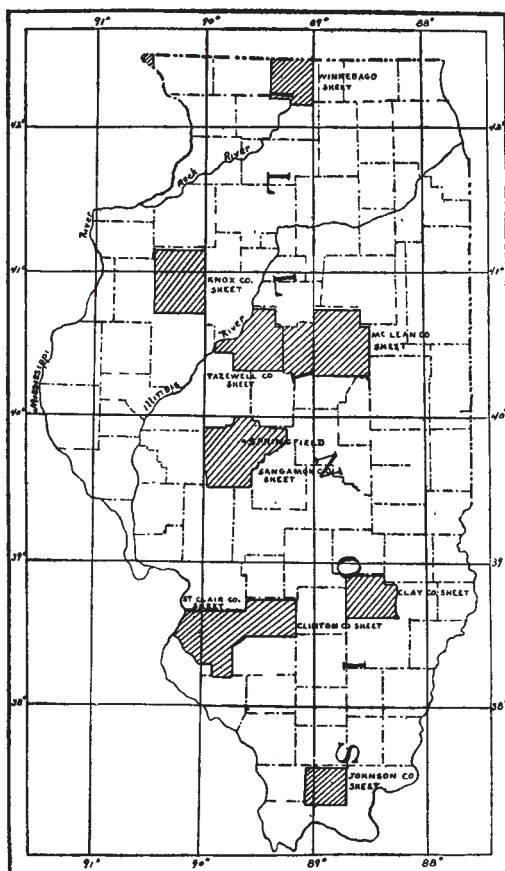 91°
90°
89°
88°
WINNEBAGO
SHEET
42°
42°
Rock River
L
River
41°
41°
L
KNOX CO.
SHEET
River
MCLEAN CO
SHEET
TAZEWELL CO
SHEET
MISSISSIPPI
Illinois
40°
40°
SPRINGFIELD
N
SANGAMON CO.
SHEET
39°
39°
O
ST CLAIR CO.
SHEET
CLAY CO. SHEET
CLINTON CO SHEET
I
38°
38°
S
JOHNSON CO
SHEET
91°
90°
89°
88°